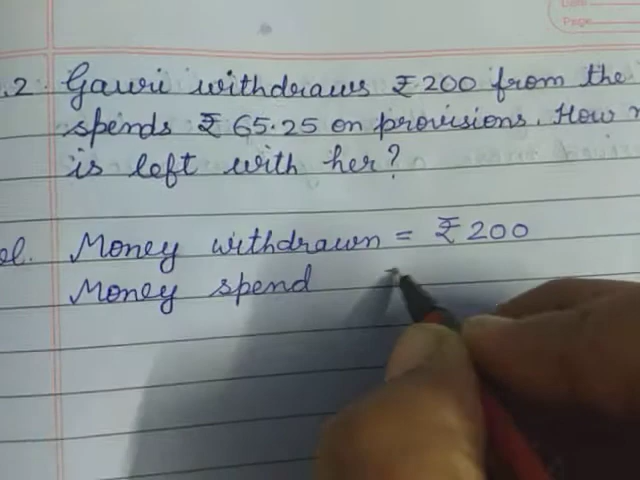 Page
.2. Gauri withdraws ₹200 from the
spends ₹ 65.25 on provisions. How
is left with her?
ol. Money withdrawn = ₹ 200
Money spend